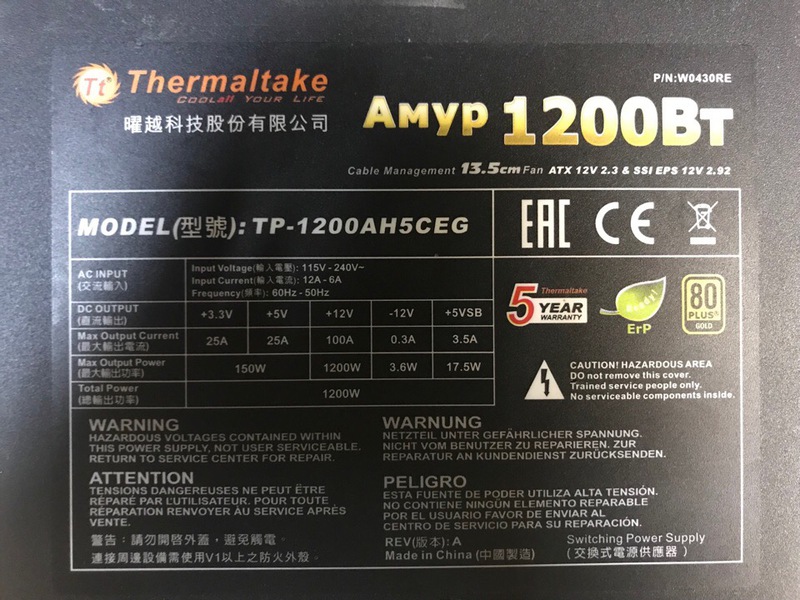 Tt Thermaltake
COOLall YOUR LIFE
曜越科技股份有限公司
P/N:W0430RE
Амур 1200Вт
Cable Management 13.5cm Fan ATX 12V 2.3 & SSI EPS 12V 2.92
MODEL(型號): TP-1200AH5CEG
EAC CE
AC INPUT
(交流輸入)
Input Voltage(輸入電壓): 115V - 240V~
Input Current(輸入電流): 12A - 6A
Frequency(頻率): 60Hz - 50Hz
DC OUTPUT
(直流輸出)
+3.3V +5V +12V -12V +5VSB
Max Output Current
(最大輸出電流)
25A 25A 100A 0.3A 3.5A
Max Output Power
(最大輸出功率)
150W 1200W 3.6W 17.5W
Total Power
(總輸出功率)
1200W
Thermaltake
5 YEAR
WARRANTY
Ready!
ErP
80
PLUS®
GOLD
CAUTION! HAZARDOUS AREA
DO not remove this cover.
Trained service people only.
No serviceable components inside.
WARNING
HAZARDOUS VOLTAGES CONTAINED WITHIN
THIS POWER SUPPLY, NOT USER SERVICEABLE.
RETURN TO SERVICE CENTER FOR REPAIR.
WARNUNG
NETZTEIL UNTER GEFÄHRLICHER SPANNUNG.
NICHT VOM BENUTZER ZU REPARIEREN. ZUR
REPARATUR AN KUNDENDIENST ZURÜCKSENDEN.
ATTENTION
TENSIONS DANGEREUSES NE PEUT ËTRE
RÉPARÉ PAR L'UTILISATEUR. POUR TOUTE
RÉPARATION RENVOYER AU SERVICE APRÈS
VENTE.
PELIGRO
ESTA FUENTE DE PODER UTILIZA ALTA TENSIÓN.
NO CONTIENE NINGÚN ELEMENTO REPARABLE
POR EL USUARIO FAVOR DE ENVIAR AL
CENTRO DE SERVICIO PARA SU REPARACIÓN.
警告：請勿開啓外蓋，避免觸電。
連接周邊設備需使用V1以上之防火外殼。
REV(版本): A
Made in China (中國製造)
Switching Power Supply
(交換式電源供應器)